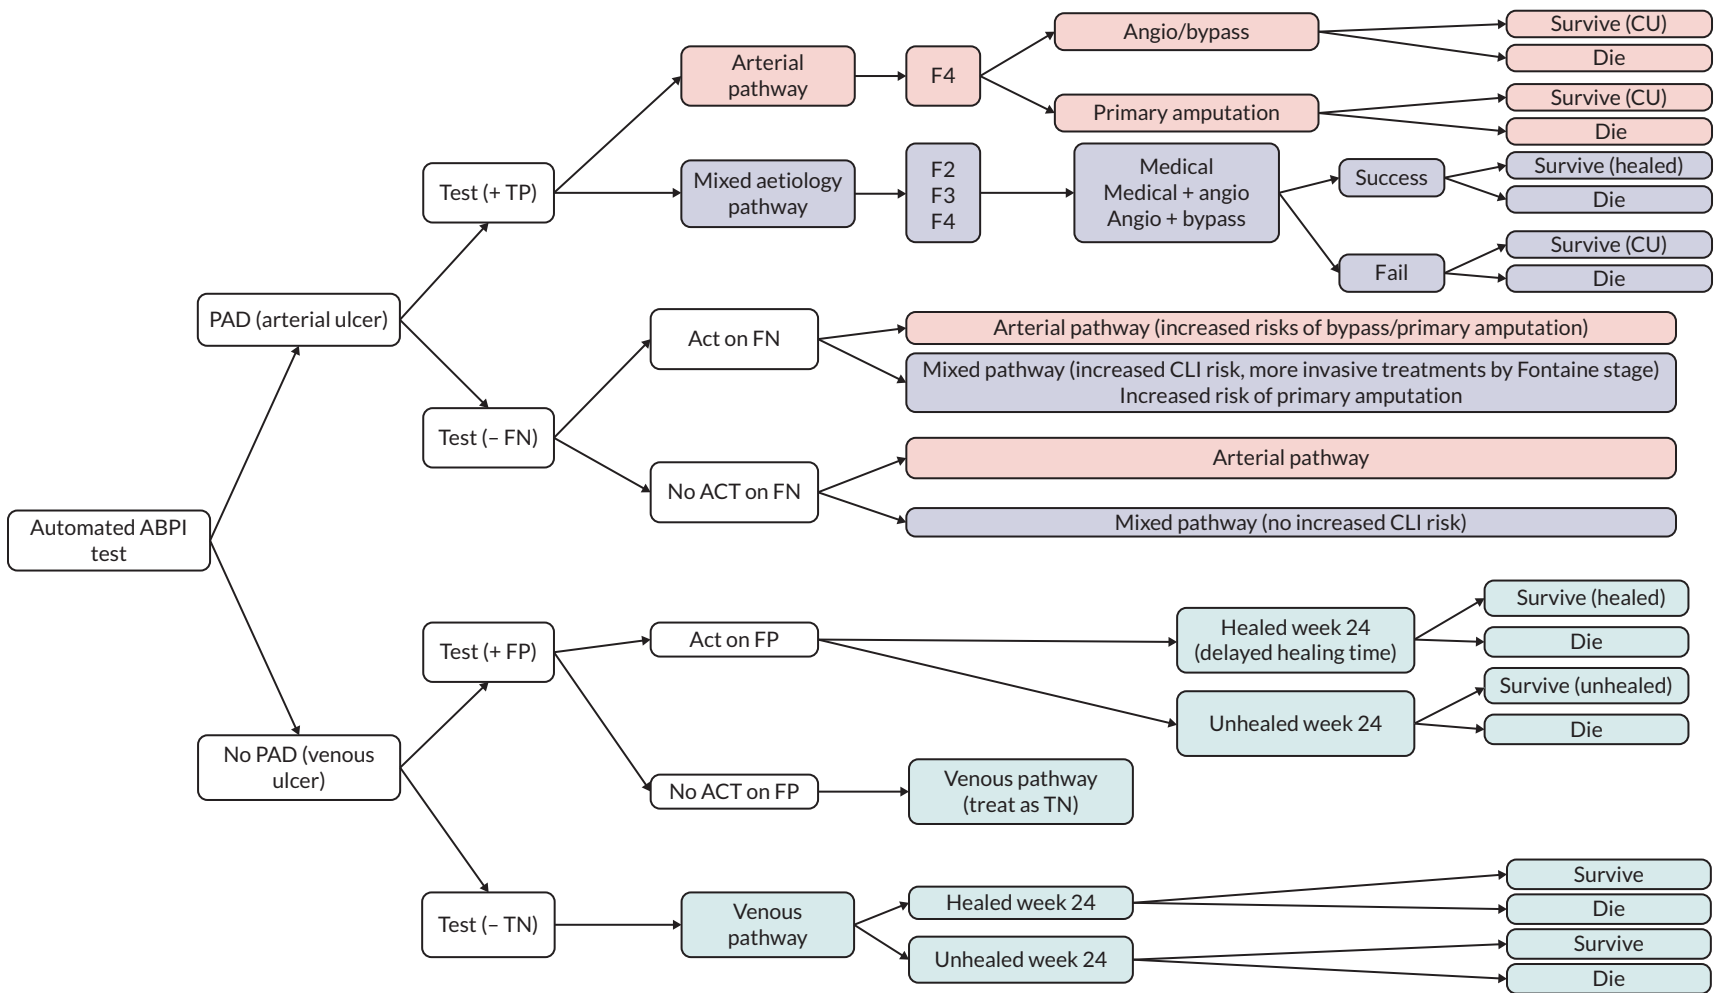 Automated ABPI
test
PAD (arterial ulcer)
No PAD (venous
ulcer)
Test (+ TP)
Test (– FN)
Test (+ FP)
Test (– TN)
Arterial
pathway
F4
Angio/bypass
Survive (CU)
Die
Primary amputation
Survive (CU)
Die
Mixed aetiology
pathway
F2
F3
F4
Medical
Medical + angio
Angio + bypass
Success
Survive (healed)
Die
Fail
Survive (CU)
Die
Act on FN
Arterial pathway (increased risks of bypass/primary amputation)
Mixed pathway (increased CLI risk, more invasive treatments by Fontaine stage)
Increased risk of primary amputation
No ACT on FN
Arterial pathway
Mixed pathway (no increased CLI risk)
Act on FP
Healed week 24
(delayed healing time)
Survive (healed)
Die
Unhealed week 24
Survive (unhealed)
Die
No ACT on FP
Venous pathway
(treat as TN)
Venous
pathway
Healed week 24
Survive
Die
Unhealed week 24
Survive
Die